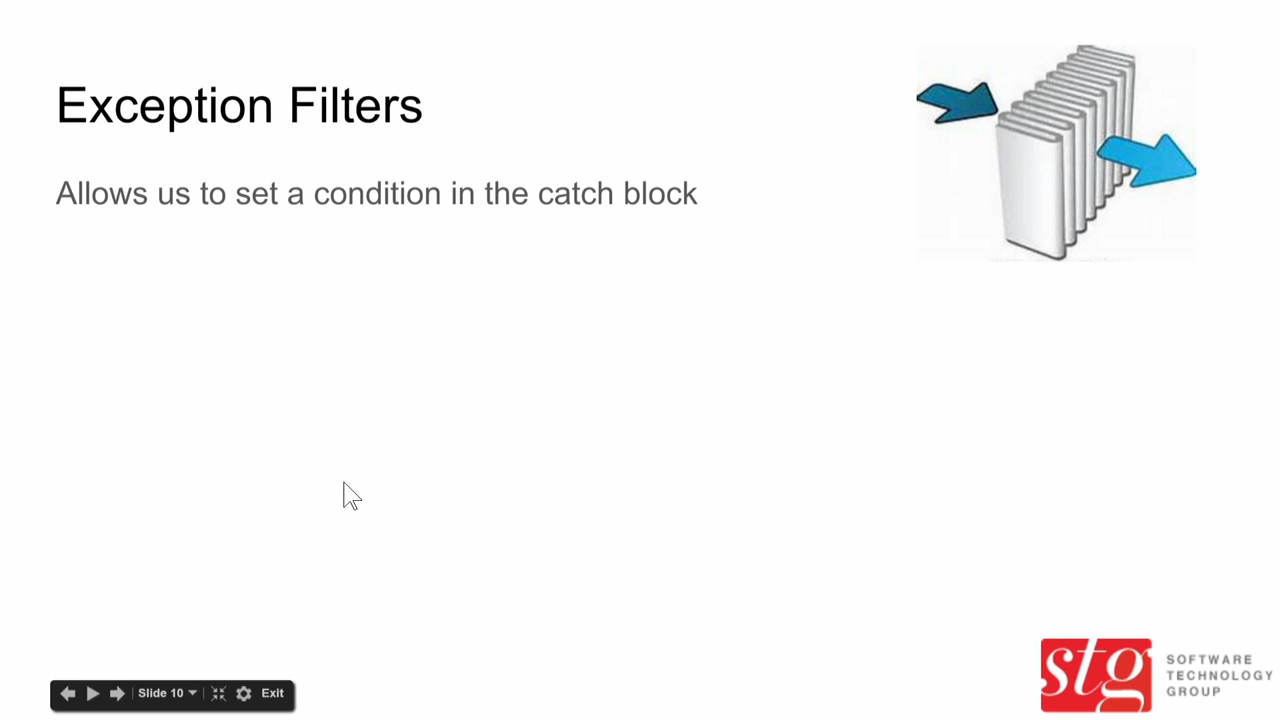 Exception Filters
Allows us to set a condition in the catch block
Slide 10
Exit
stg
SOFTWARE
TECHNOLOGY
GROUP